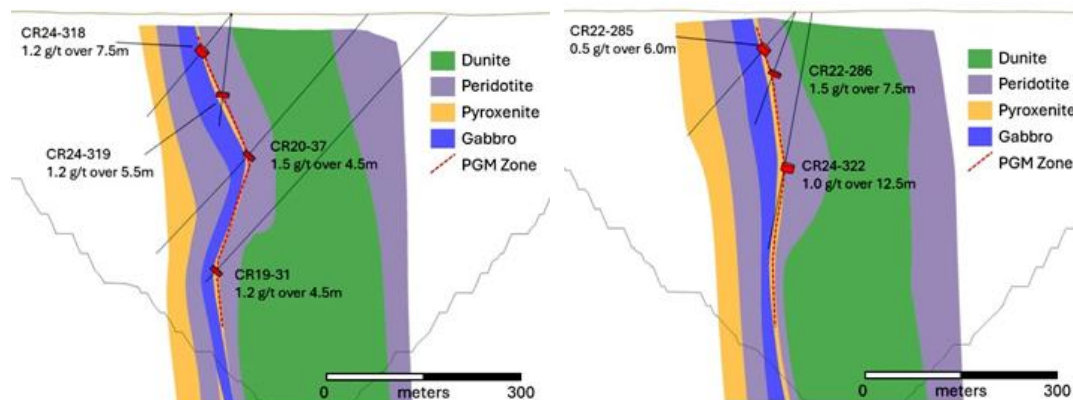 CR24-318
1.2 g/t over 7.5m
CR24-319
1.2 g/t over 5.5m
CR20-37
1.5 g/t over 4.5m
CR19-31
1.2 g/t over 4.5m
Dunite
Peridotite
Pyroxenite
Gabbro
PGM Zone
0
300
meters
CR22-285
0.5 g/t over 6.0m
CR22-286
1.5 g/t over 7.5m
CR24-322
1.0 g/t over 12.5m
Dunite
Peridotite
Pyroxenite
Gabbro
PGM Zone
0
300
meters